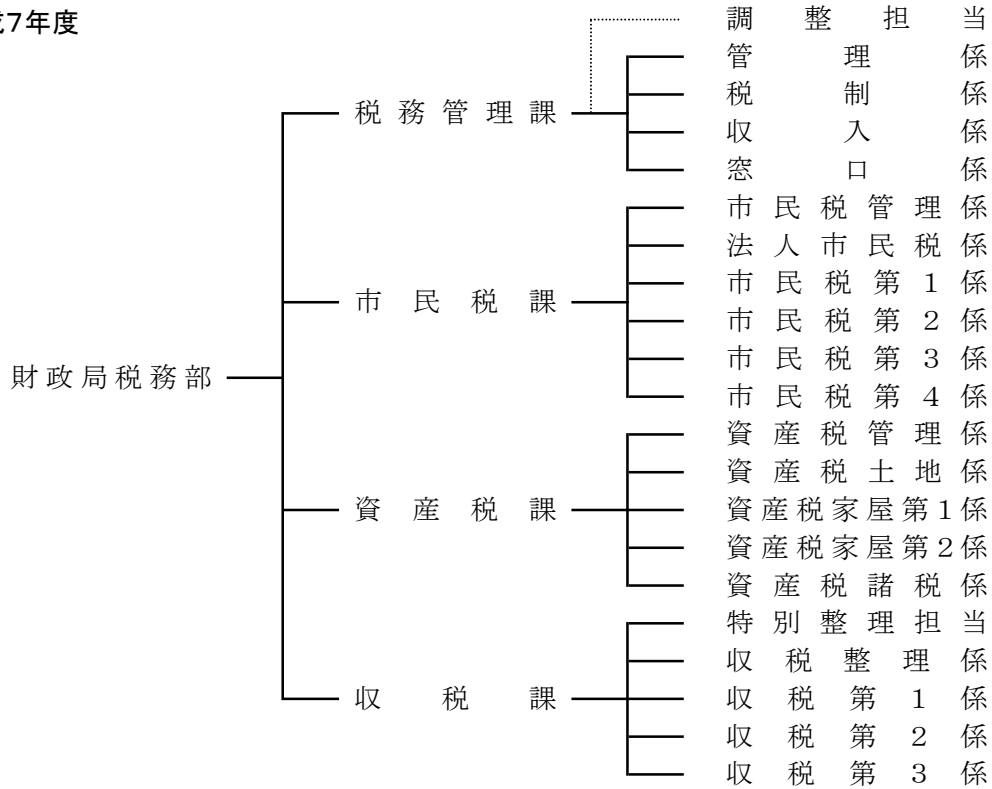 7年度
調整担当
管理係
税制係
税務管理課
収入係
窓口係
市民税管理係
法人市民税係
市民税第1係
市民税課
市民税第2係
市民税第3係
財政局税務部
市民税第4係
資産税管理係
資産税土地係
資産税課
資産税家屋第1係
資産税家屋第2係
資産税諸税係
特別整理担当
収税整理係
収税課
収税第1係
収税第2係
収税第3係